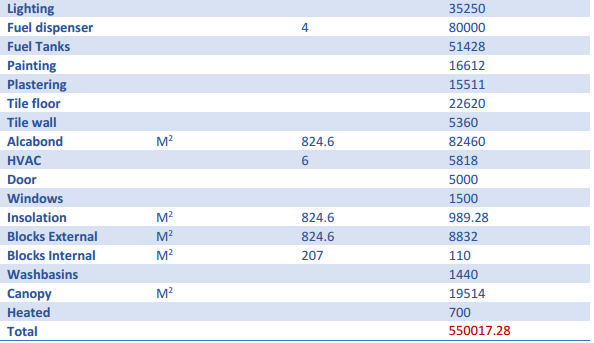 Lighting 35250
Fuel dispenser 4 80000
Fuel Tanks 51428
Painting 16612
Plastering 15511
Tile floor 22620
Tile wall 5360
Alcabond M² 824.6 82460
HVAC 6 5818
Door 5000
Windows 1500
Insolation M² 824.6 989.28
Blocks External M² 824.6 8832
Blocks Internal M² 207 110
Washbasins 1440
Canopy M² 19514
Heated 700
Total 550017.28